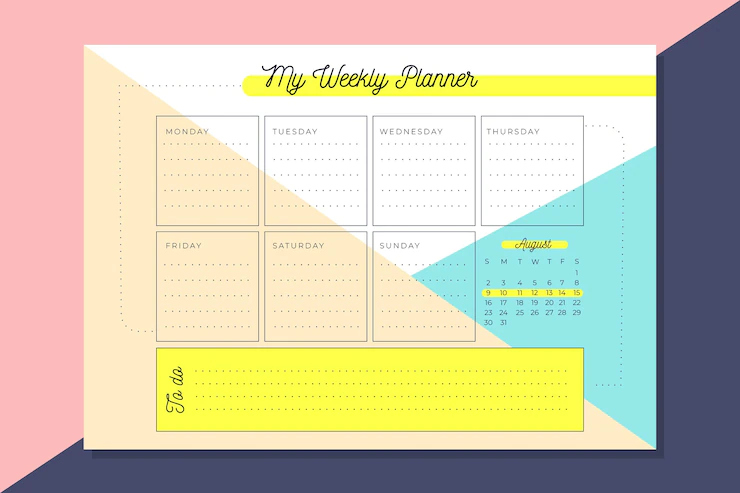 My Weekly Planner
MONDAY TUESDAY WEDNESDAY THURSDAY
FRIDAY SATURDAY SUNDAY
August
S M T W T F S
1
2 3 4 5 6 7 8
9 10 11 12 13 14 15
16 17 18 19 20 21 22
23 24 25 26 27 28 29
30 31
To do